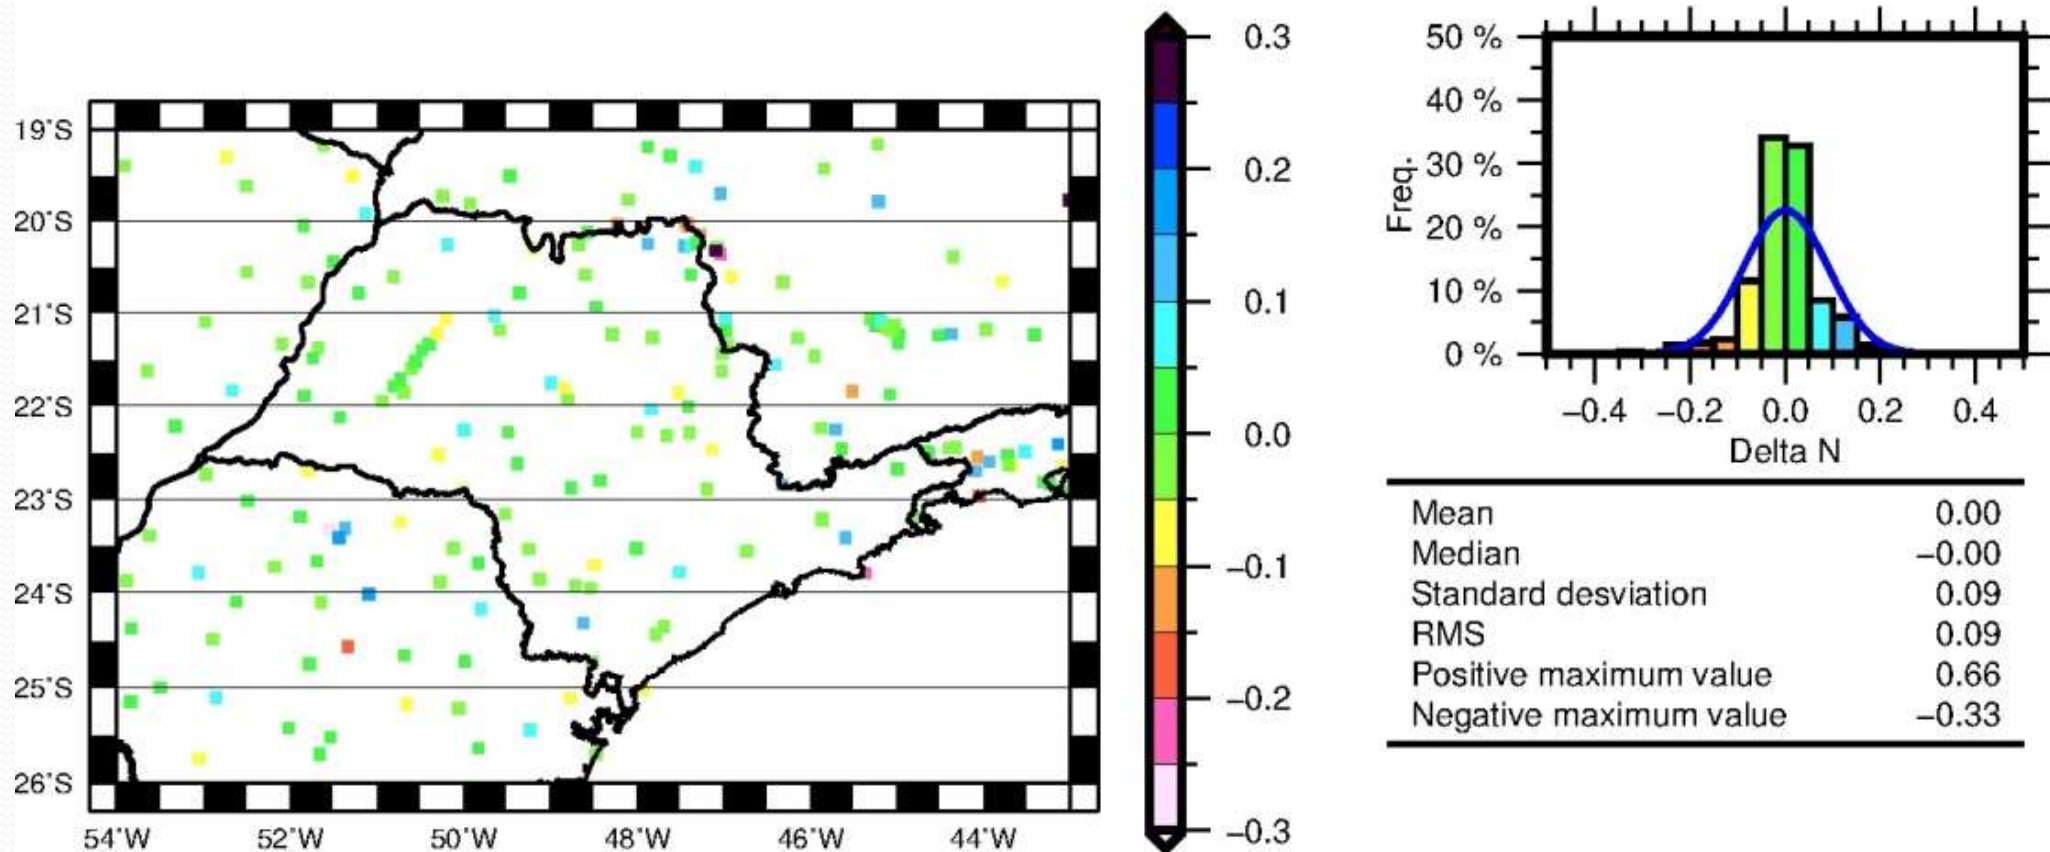 19°S
20°S
21°S
22°S
23°S
24°S
25°S
26°S
54°W 52°W 50°W 48°W 46°W 44°W
0.3
0.2
0.1
0.0
−0.1
−0.2
−0.3
Freq.
50 %
40 %
30 %
20 %
10 %
0 %
−0.4 −0.2 0.0 0.2 0.4
Delta N
Mean 0.00
Median −0.00
Standard desviation 0.09
RMS 0.09
Positive maximum value 0.66
Negative maximum value −0.33